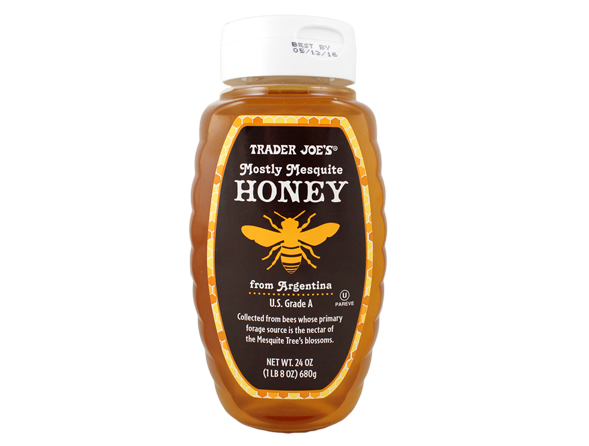 BEST BY
05/12/16
TRADER JOE'S®
Mostly Mesquite
HONEY
from Argentina
U.S. Grade A
U
PAREVE
Collected from bees whose primary
forage source is the nectar of
the Mesquite Tree's blossoms.
NET WT. 24 OZ
(1 LB 8 OZ) 680g